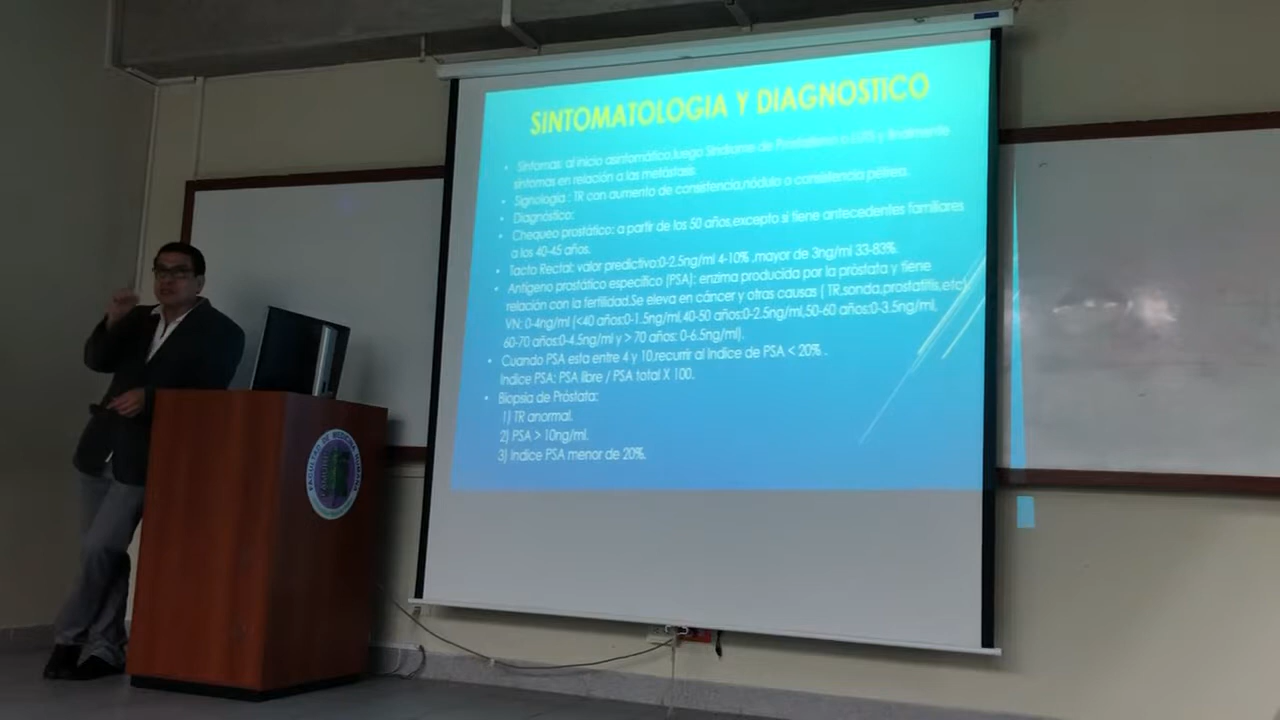 SINTOMATOLOGIA Y DIAGNOSTICO
• Síntomas: al inicio asintomático,luego Síndrome de Prostatismo o LUTS y finalmente
síntomas en relación a las metástasis.
• Signología : TR con aumento de consistencia,nódulo o consistencia pétrea.
• Diagnóstico:
• Chequeo prostático: a partir de los 50 años,excepto si tiene antecedentes familiares
a los 40-45 años.
• Tacto Rectal: valor predictivo:0-2.5ng/ml 4-10% ,mayor de 3ng/ml 33-83%.
• Antígeno prostático específico (PSA): enzima producida por la próstata y tiene
relación con la fertilidad.Se eleva en cáncer y otras causas ( TR,sonda,prostatitis,etc)
VN: 0-4ng/ml (<40 años:0-1.5ng/ml,40-50 años:0-2.5ng/ml,50-60 años:0-3.5ng/ml,
60-70 años:0-4.5ng/ml y > 70 años: 0-6.5ng/ml).
• Cuando PSA esta entre 4 y 10,recurrir al Indice de PSA < 20% .
Indice PSA: PSA libre / PSA total X 100.
• Biopsia de Próstata:
1) TR anormal.
2) PSA > 10ng/ml.
3) Indice PSA menor de 20%.
FACULTAD DE MEDICINA HUMANA